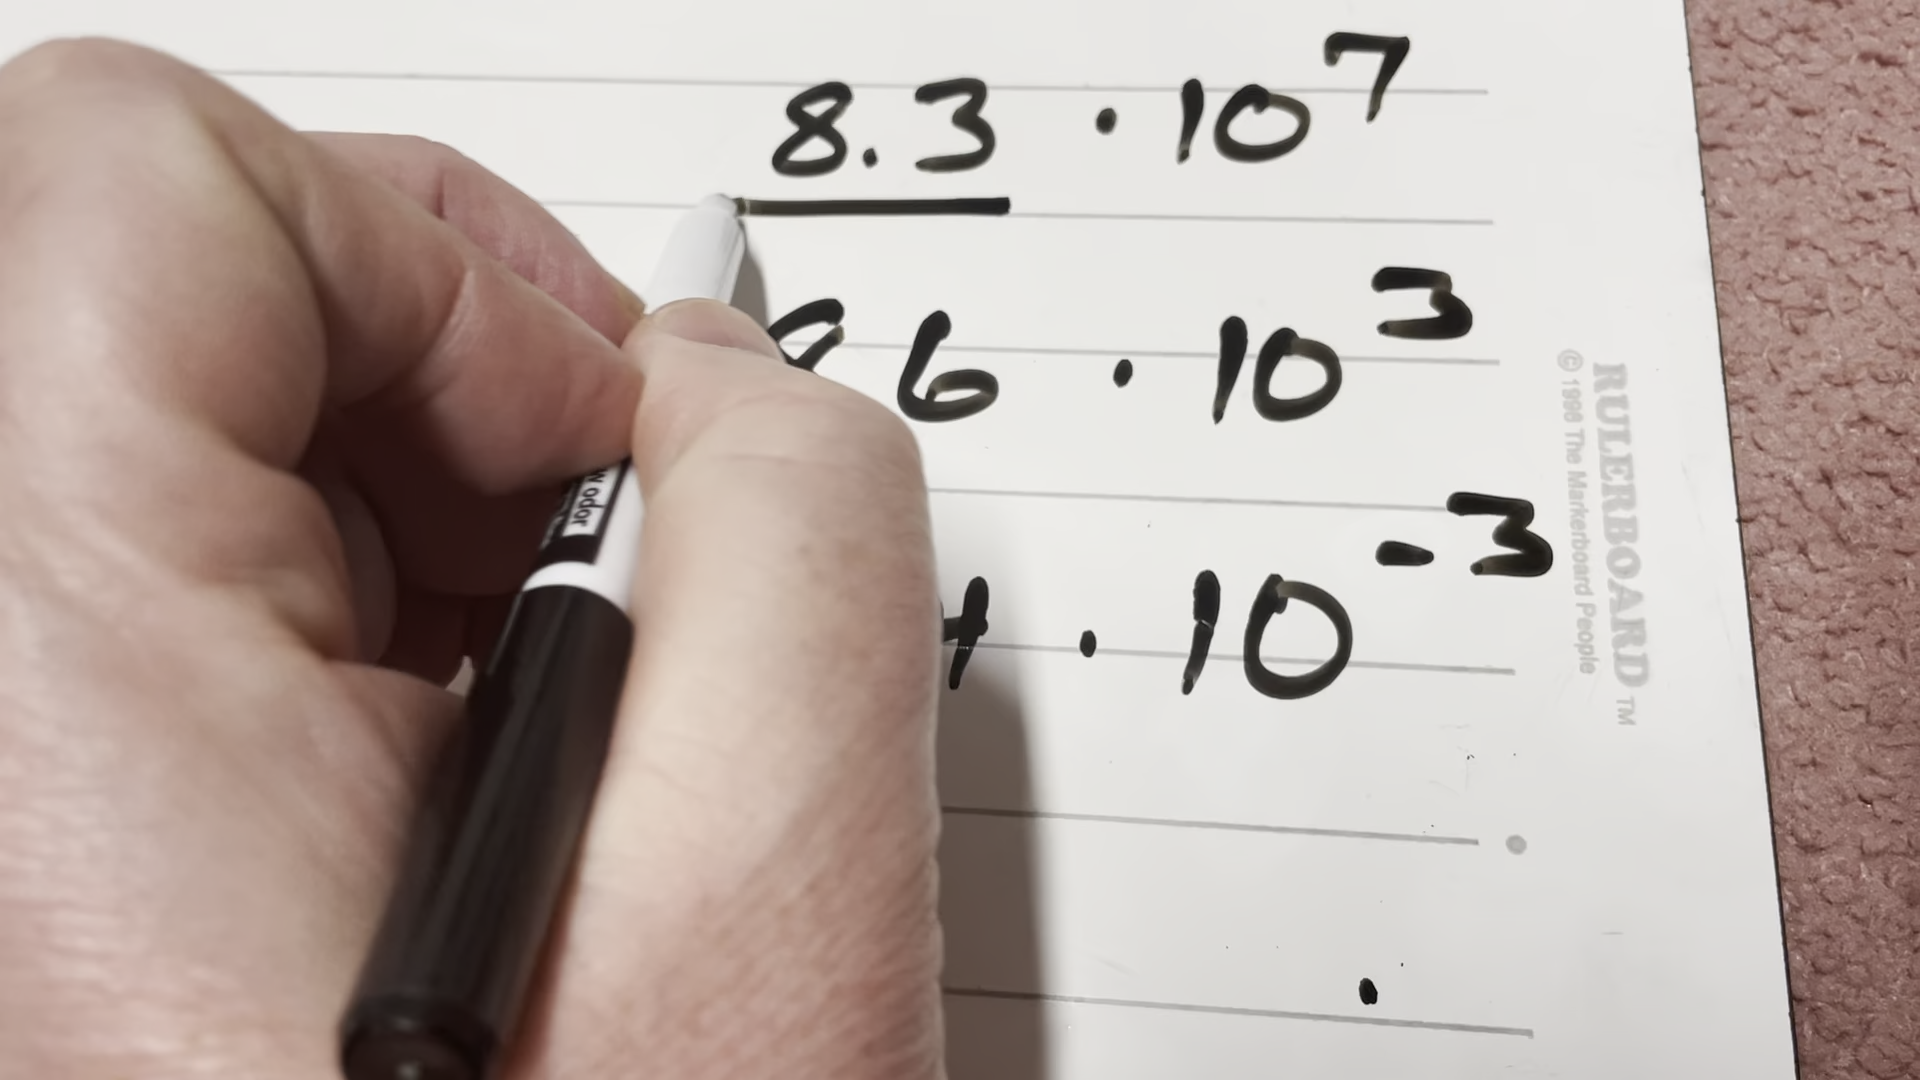 8.3 · 10^7
6 · 10^3
· 10^-3
RULERBOARD™
© 1998 The Markerboard People
odor